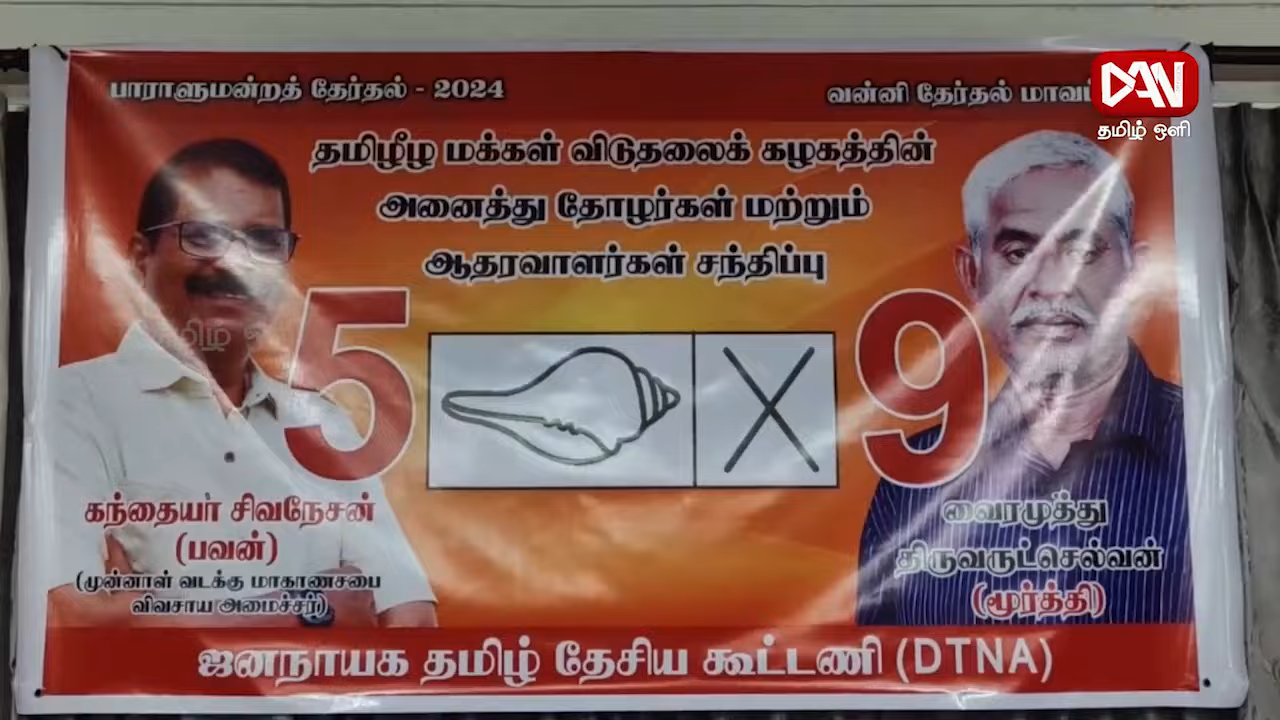 பாராளுமன்றத் தேர்தல் - 2024
வன்னி தேர்தல்
DAN
தமிழ் ஒளி
தமிழீழ மக்கள் விடுதலைக் கழகத்தின்
அனைத்து தோழர்கள் மற்றும்
ஆதரவாளர்கள் சந்திப்பு
5
9
தமிழ் ஒளி
கந்தையா் சிவநேசன்
(பவன்)
(முன்னாள் வடக்கு மாகாணசபை
விவசாய அமைச்சர்)
வைரமுத்து
திருவருட்செல்வன்
(மூர்த்தி)
ஜனநாயக தமிழ் தேசிய கூட்டணி (DTNA)